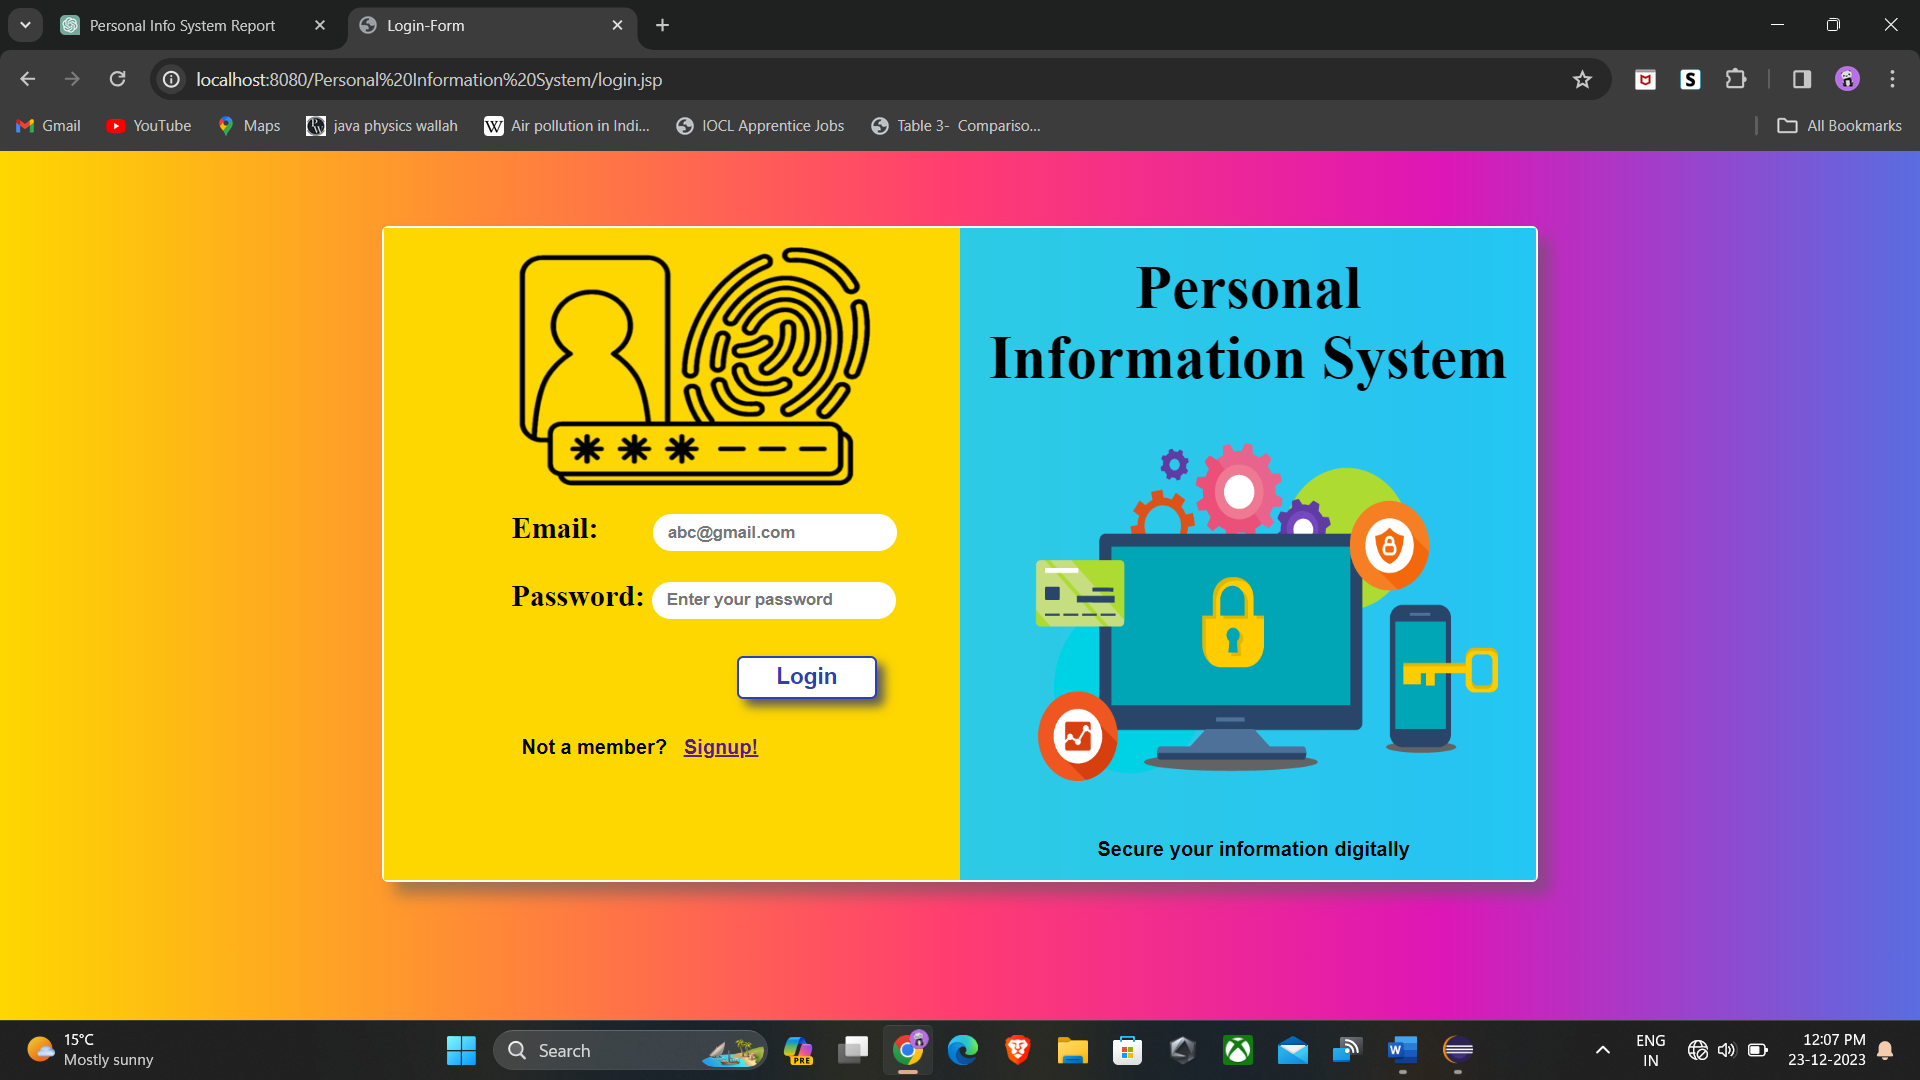 Personal Info System Report
Login-Form
localhost:8080/Personal%20Information%20System/login.jsp
S
Gmail
YouTube
Maps
java physics wallah
W
Air pollution in Indi...
IOCL Apprentice Jobs
Table 3- Compariso...
All Bookmarks
Personal
Information System
Email:
abc@gmail.com
Password:
Enter your password
Login
Not a member? Signup!
Secure your information digitally
15°C
Mostly sunny
Search
PRE
W
ENG
IN
12:07 PM
23-12-2023